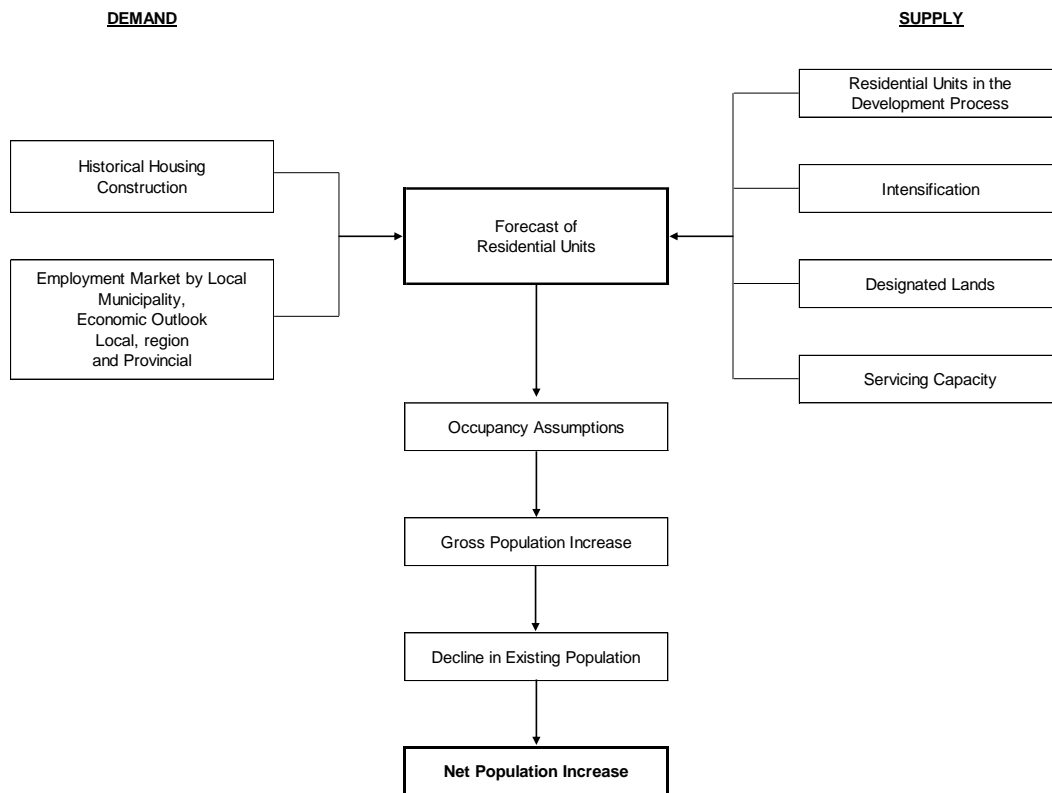 DEMAND
SUPPLY
Residential Units in the
Development Process
Historical Housing
Construction
Intensification
Forecast of
Residential Units
Employment Market by Local
Municipality,
Economic Outlook
Local, region
and Provincial
Designated Lands
Servicing Capacity
Occupancy Assumptions
Gross Population Increase
Decline in Existing Population
Net Population Increase